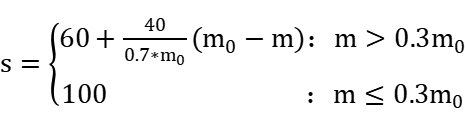 s = { 60 + 40/0.7*m₀ (m₀ − m): m > 0.3m₀
100 : m ≤ 0.3m₀